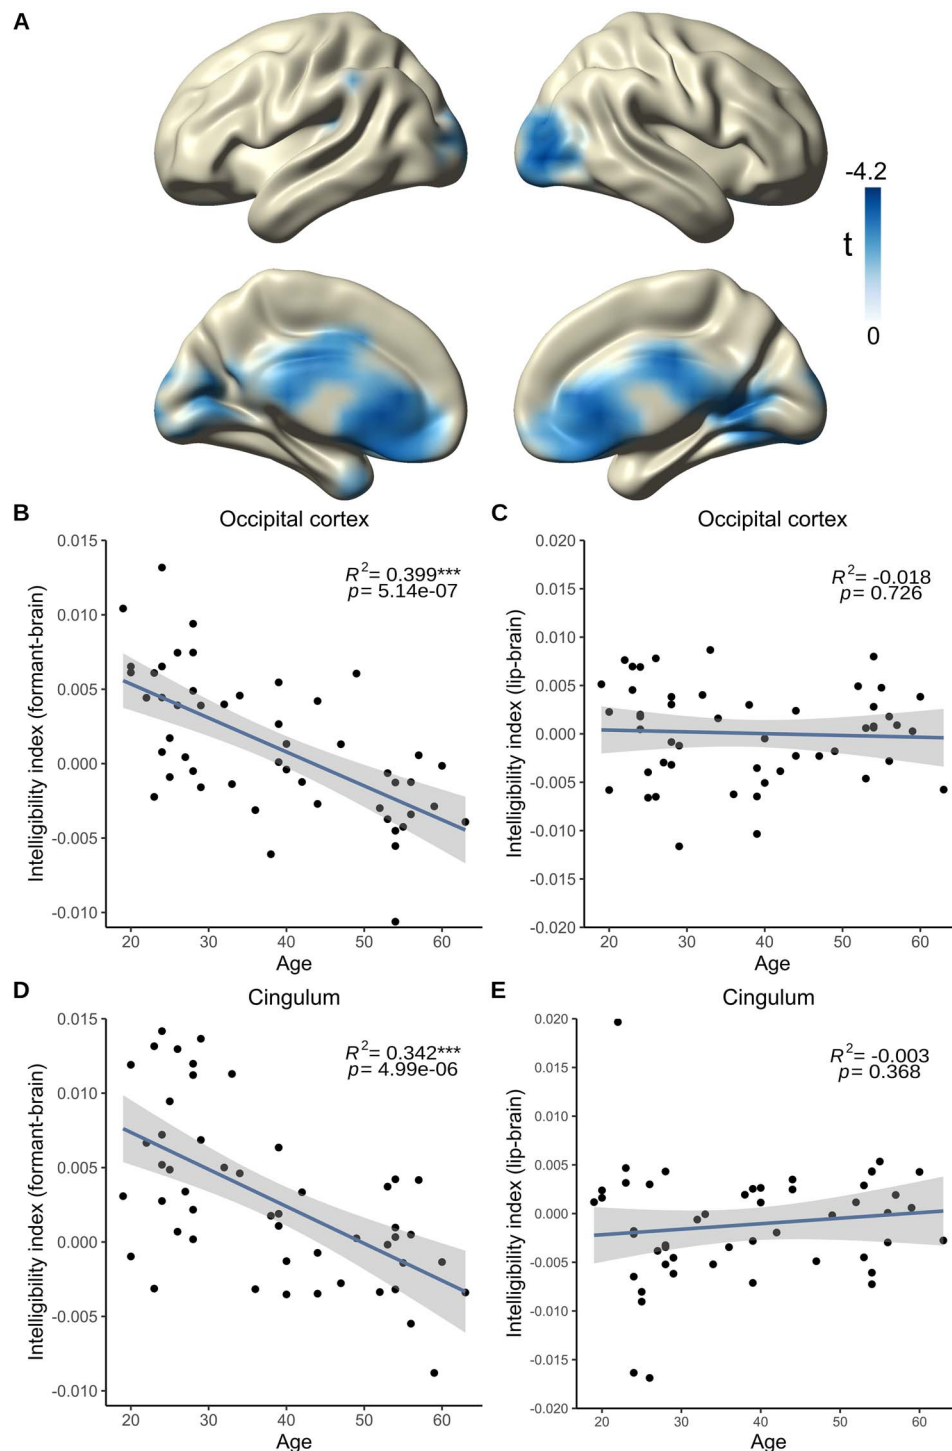 A
-4.2
t
0
B
Occipital cortex
R2= 0.399***
p= 5.14e-07
Intelligibility index (formant-brain)
0.015
0.010
0.005
0.000
-0.005
-0.010
20 30 40 50 60
Age
C
Occipital cortex
R2= -0.018
p= 0.726
Intelligibility index (lip-brain)
0.020
0.015
0.010
0.005
0.000
-0.005
-0.010
-0.015
-0.020
20 30 40 50 60
Age
D
Cingulum
R2= 0.342***
p= 4.99e-06
Intelligibility index (formant-brain)
0.015
0.010
0.005
0.000
-0.005
-0.010
20 30 40 50 60
Age
E
Cingulum
R2= -0.003
p= 0.368
Intelligibility index (lip-brain)
0.020
0.015
0.010
0.005
0.000
-0.005
-0.010
-0.015
-0.020
20 30 40 50 60
Age